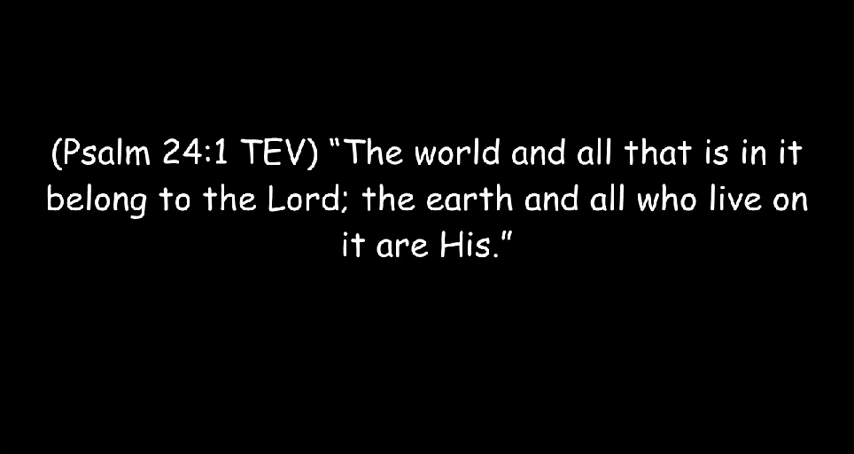 (Psalm 24:1 TEV) “The world and all that is in it
belong to the Lord; the earth and all who live on
it are His.”